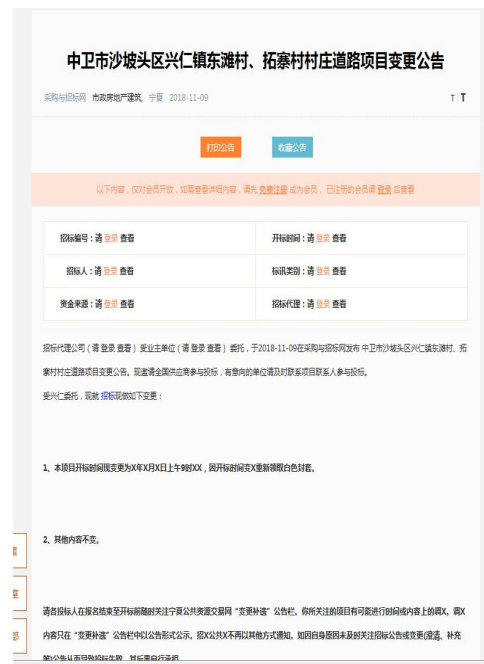 中卫市沙坡头区兴仁镇东滩村、拓寨村村庄道路项目变更公告
采购与招标网 市政房地产建筑 宁夏 2018-11-09 T | T
打印公告 收藏公告
以下内容，仅对会员开放，如需查看详细内容，请先 免费注册 成为会员，已注册的会员请 登录 后查看
招标编号：请 登录 查看 开标时间：请 登录 查看
招标人：请 登录 查看 标讯类别：请 登录 查看
资金来源：请 登录 查看 招标代理：请 登录 查看
招标代理公司（请 登录 查看）受业主单位（请 登录 查看）委托，于2018-11-09在采购与招标网发布 中卫市沙坡头区兴仁镇东滩村、拓
寨村村庄道路项目变更公告。现邀请全国供应商参与投标，有意向的单位请及时联系项目联系人参与投标。
受兴仁委托，现就 招标现做如下变更：
1、本项目开标时间现变更为X年X月X日上午9时XX，因开标时间变X重新领取白色封套。
2、其他内容不变。
请各投标人在报名结束至开标前随时关注宁夏公共资源交易网“变更补遗”公告栏。你所关注的项目有可能进行时间或内容上的调X，调X
内容只在“变更补遗”公告栏中以公告形式公示。招X公共X不再以其他方式通知。如因自身原因未及时关注招标公告或变更(澄清、补充
等)公告从而导致投标失败，其后果自行承担